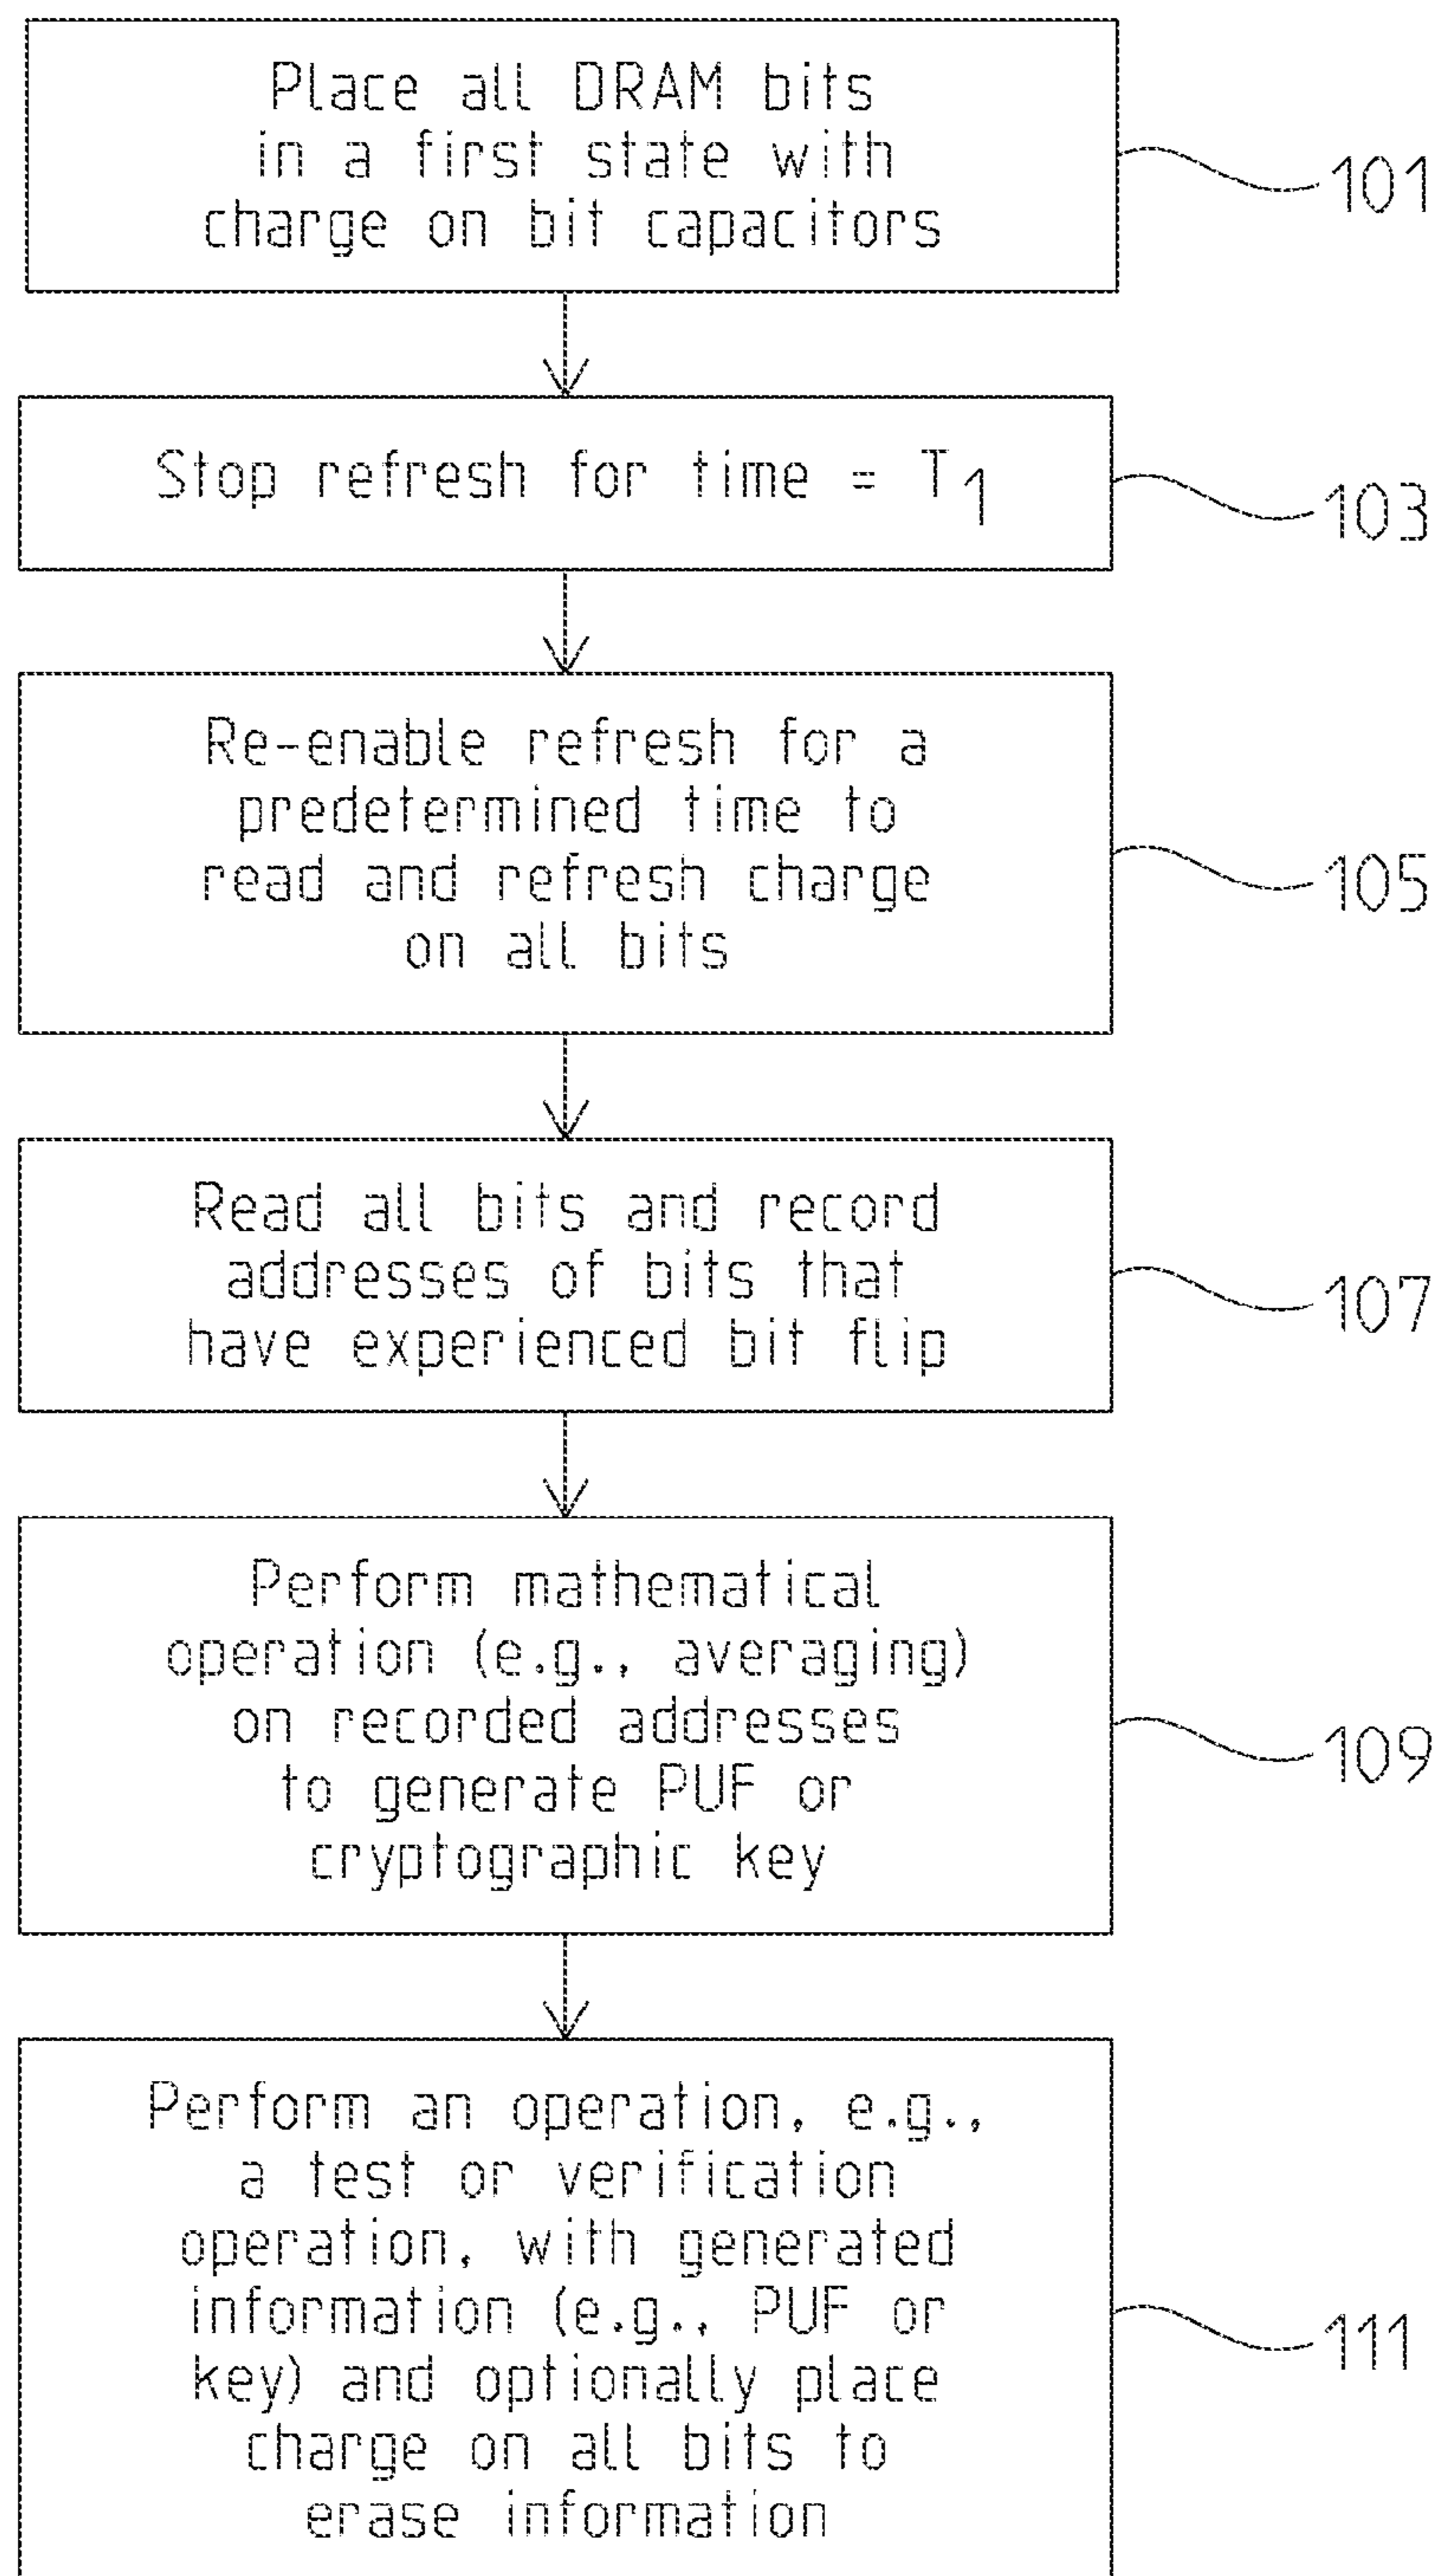 Place all DRAM bits
in a first state with
charge on bit capacitors
101
Stop refresh for time = T1
103
Re-enable refresh for a
predetermined time to
read and refresh charge
on all bits
105
Read all bits and record
addresses of bits that
have experienced bit flip
107
Perform mathematical
operation (e.g., averaging)
on recorded addresses
to generate PUF or
cryptographic key
109
Perform an operation, e.g.,
a test or verification
operation, with generated
information (e.g., PUF or
key) and optionally place
charge on all bits to
erase information
111